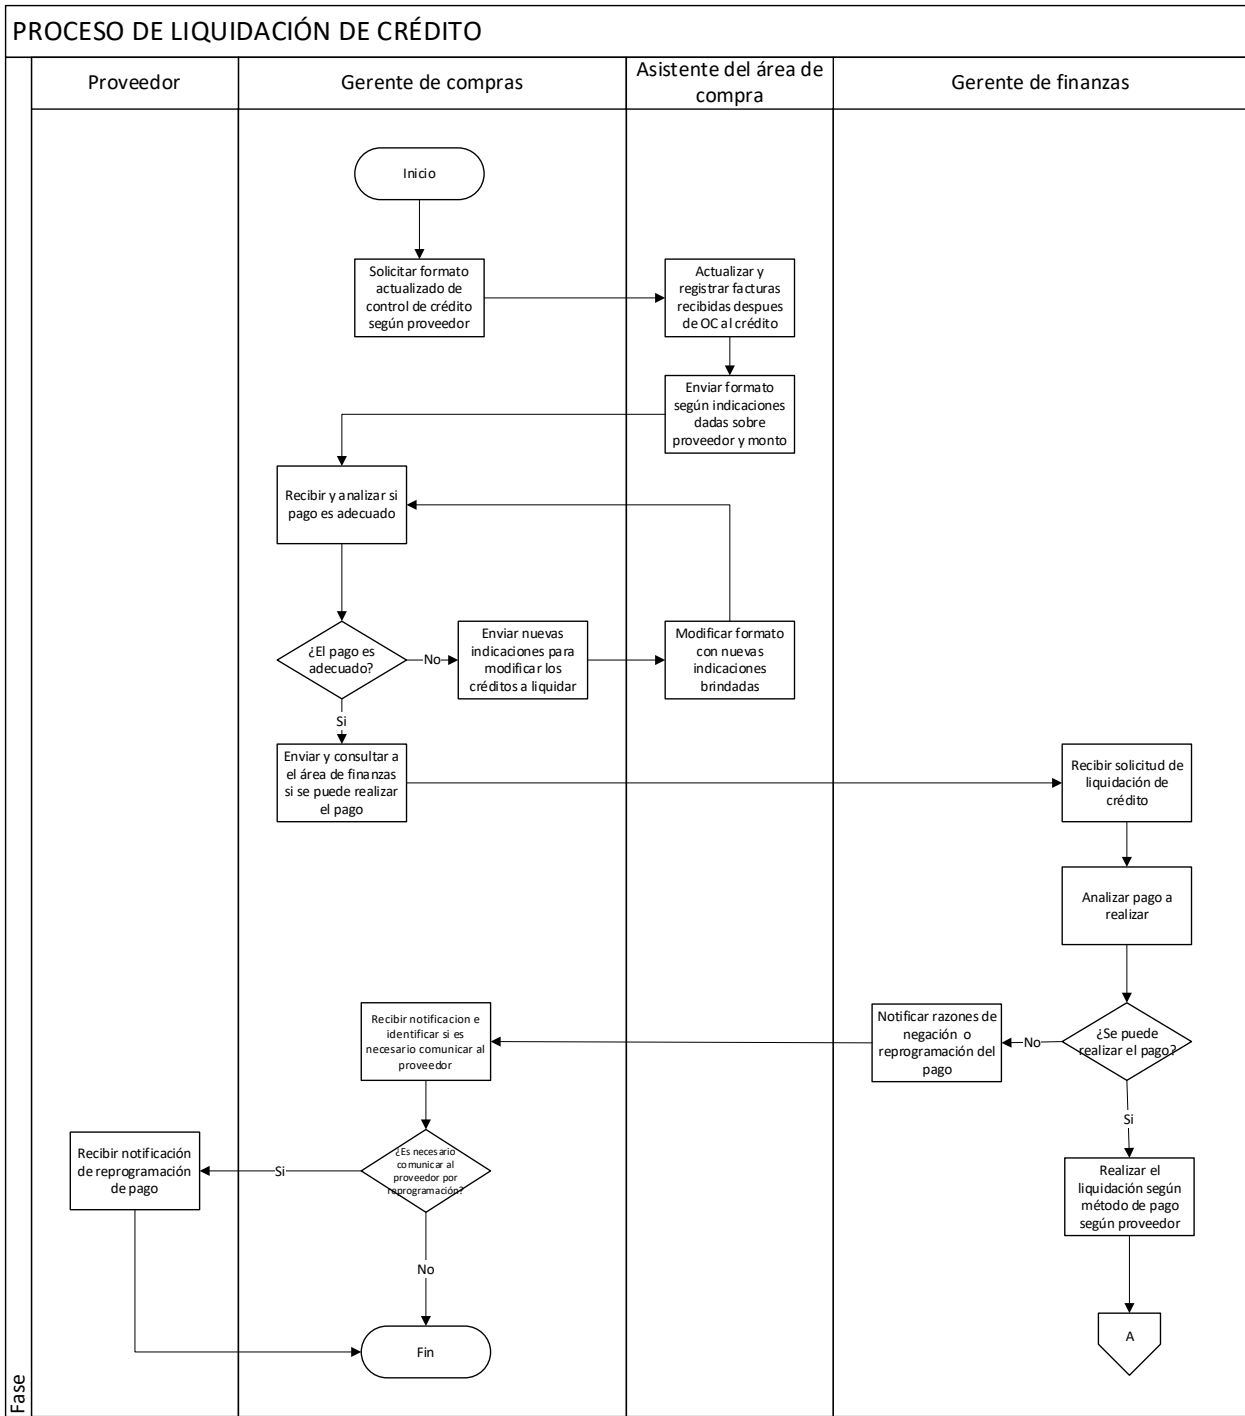 PROCESO DE LIQUIDACIÓN DE CRÉDITO
Proveedor
Gerente de compras
Asistente del área de
compra
Gerente de finanzas
Inicio
Solicitar formato
actualizado de
control de crédito
según proveedor
Actualizar y
registrar facturas
recibidas despues
de OC al crédito
Enviar formato
según indicaciones
dadas sobre
proveedor y monto
Recibir y analizar si
pago es adecuado
¿El pago es
adecuado?
No
Enviar nuevas
indicaciones para
modificar los
créditos a liquidar
Modificar formato
con nuevas
indicaciones
brindadas
Si
Enviar y consultar a
el área de finanzas
si se puede realizar
el pago
Recibir solicitud de
liquidación de
crédito
Analizar pago a
realizar
¿Se puede
realizar el pago?
No
Notificar razones de
negación o
reprogramación del
pago
Recibir notificacion e
identificar si es
necesario comunicar al
proveedor
Si
¿Es necesario
comunicar al
proveedor por
reprogramación?
Si
Recibir notificación
de reprogramación
de pago
Realizar el
liquidación según
método de pago
según proveedor
No
Fin
A
Fase